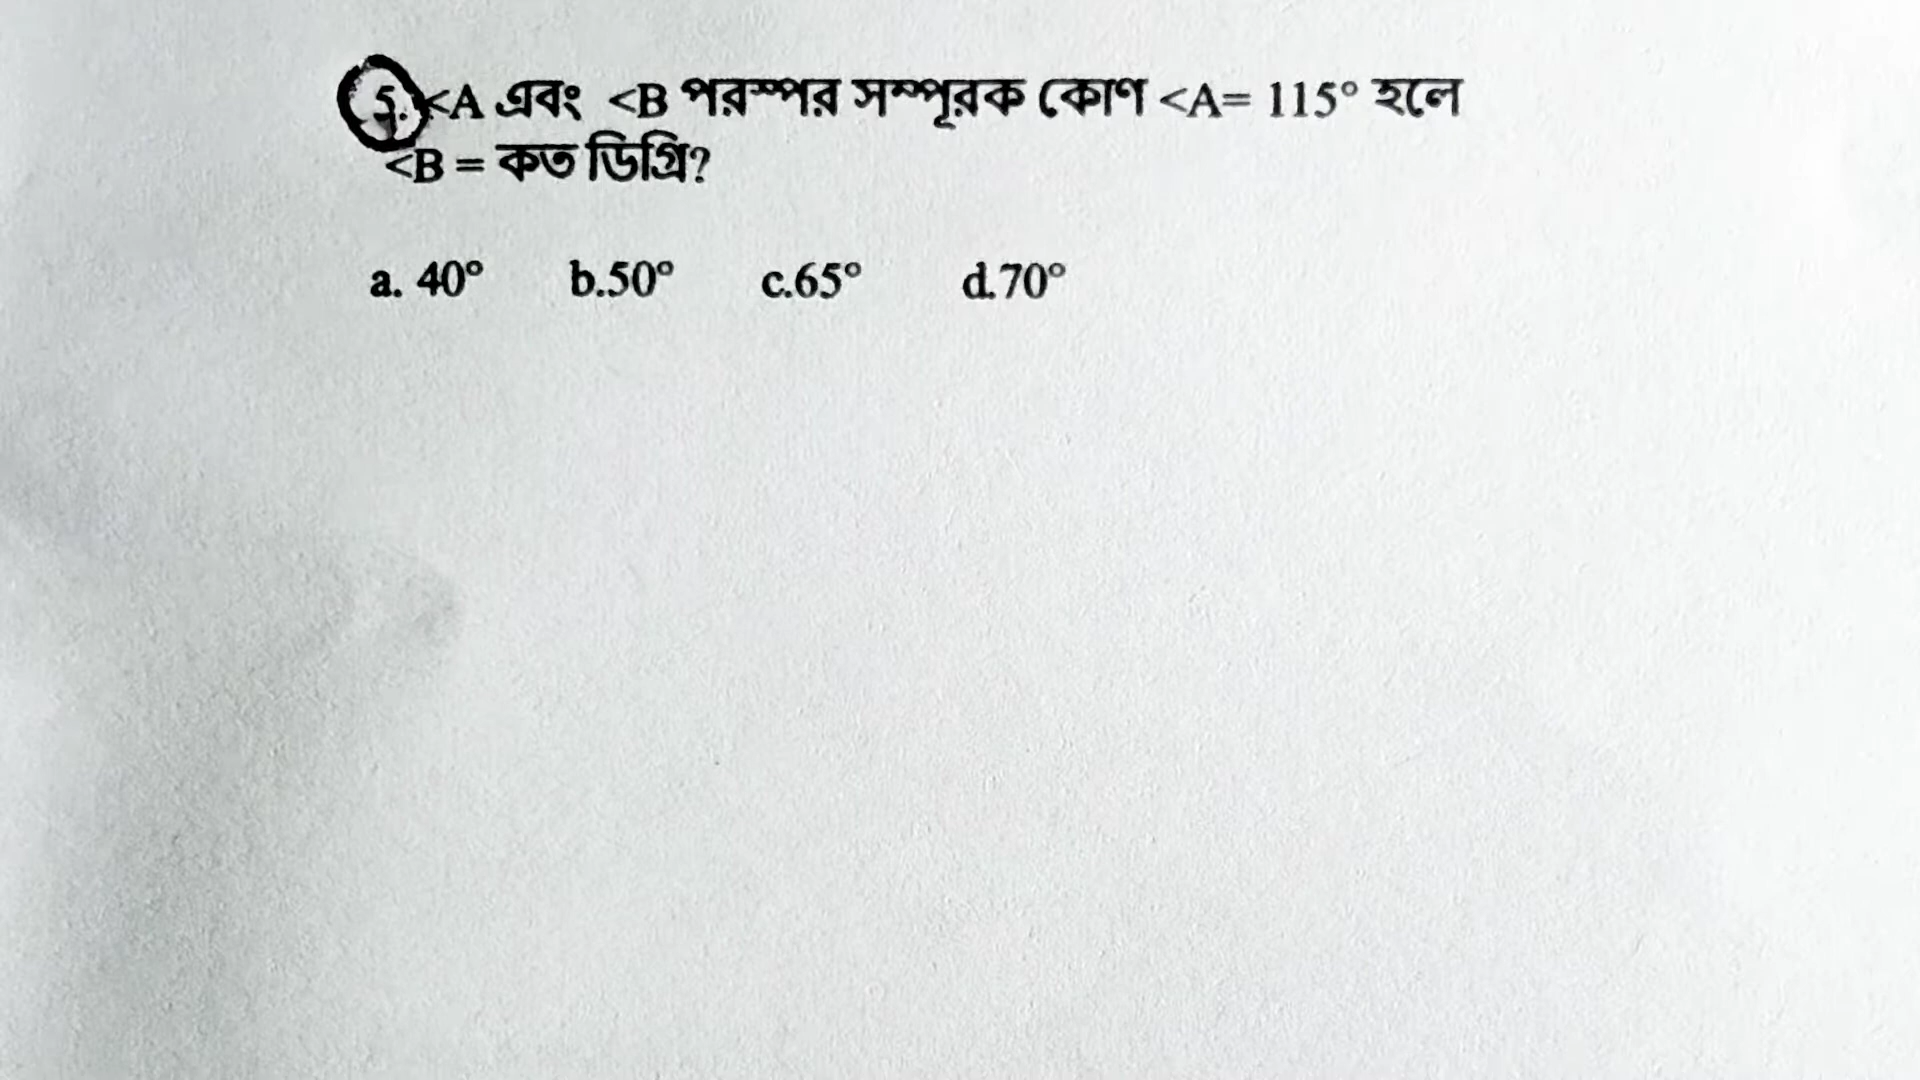 5. <A এবং <B পরস্পর সম্পূরক কোণ <A= 115° হলে
<B = কত ডিগ্রি?
a. 40° b.50° c.65° d.70°